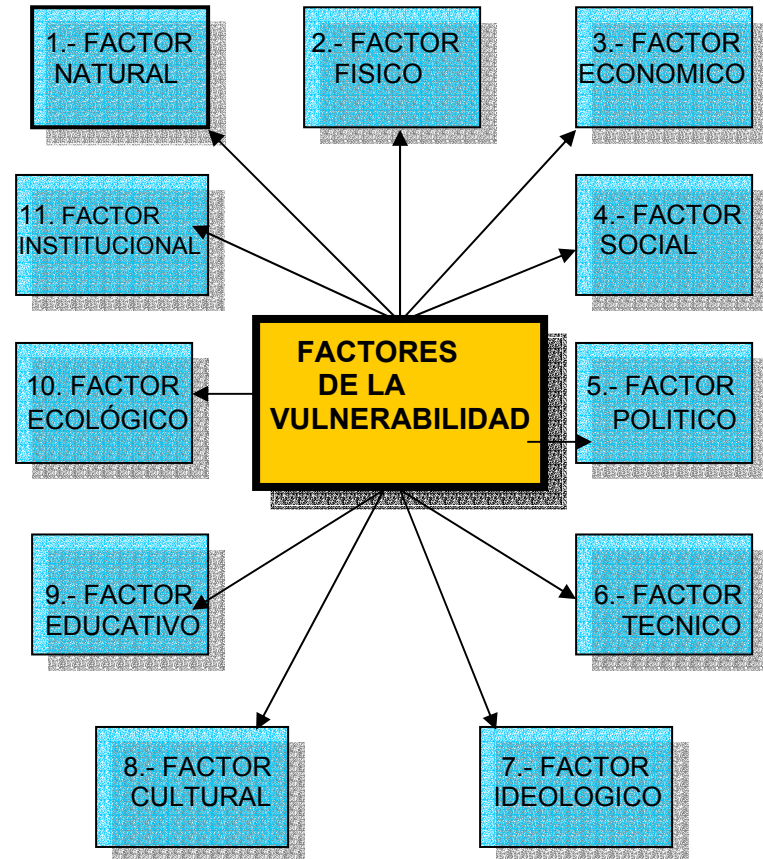 1.- FACTOR
NATURAL
2.- FACTOR
FISICO
3.- FACTOR
ECONOMICO
11. FACTOR
INSTITUCIONAL
4.- FACTOR
SOCIAL
FACTORES
DE LA
VULNERABILIDAD
10. FACTOR
ECOLÓGICO
5.- FACTOR
POLITICO
9.- FACTOR
EDUCATIVO
6.- FACTOR
TECNICO
8.- FACTOR
CULTURAL
7.- FACTOR
IDEOLOGICO